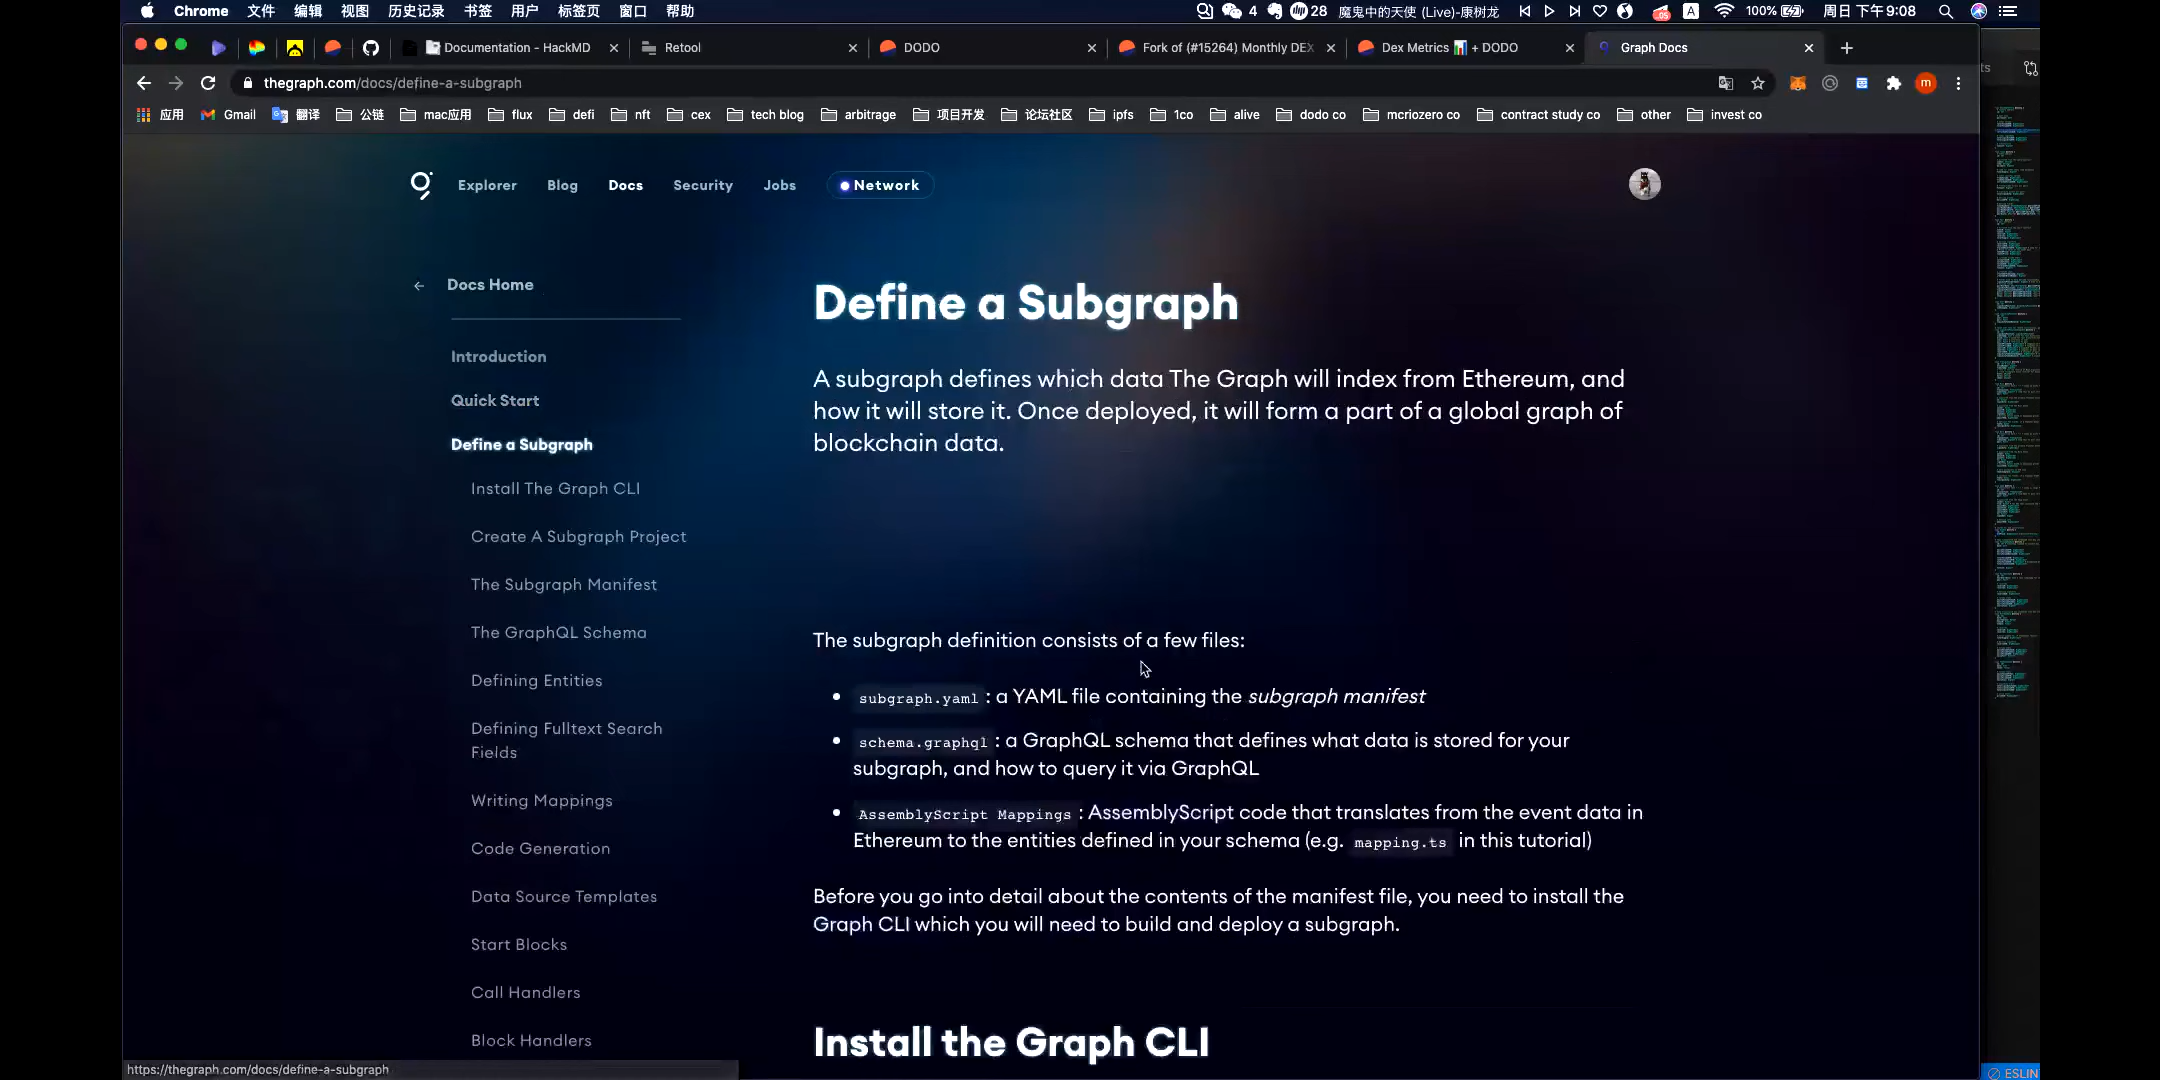 Chrome 文件 编辑 视图 历史记录 书签 用户 标签页 窗口 帮助 4 28 魔鬼中的天使 (Live)-康树龙 A 100% 周日 下午9:08
Documentation - HackMD Retool DODO Fork of (#15264) Monthly DEX Dex Metrics 📊 + DODO Graph Docs
thegraph.com/docs/define-a-subgraph
应用 Gmail 翻译 公链 mac应用 flux defi nft cex tech blog arbitrage 项目开发 论坛社区 ipfs 1co alive dodo co mcriozero co contract study co other invest co
Explorer Blog Docs Security Jobs Network
Docs Home
Introduction
Quick Start
Define a Subgraph
Install The Graph CLI
Create A Subgraph Project
The Subgraph Manifest
The GraphQL Schema
Defining Entities
Defining Fulltext Search
Fields
Writing Mappings
Code Generation
Data Source Templates
Start Blocks
Call Handlers
Block Handlers
Define a Subgraph
A subgraph defines which data The Graph will index from Ethereum, and
how it will store it. Once deployed, it will form a part of a global graph of
blockchain data.
The subgraph definition consists of a few files:
subgraph.yaml : a YAML file containing the subgraph manifest
schema.graphql : a GraphQL schema that defines what data is stored for your
subgraph, and how to query it via GraphQL
AssemblyScript Mappings : AssemblyScript code that translates from the event data in
Ethereum to the entities defined in your schema (e.g. mapping.ts in this tutorial)
Before you go into detail about the contents of the manifest file, you need to install the
Graph CLI which you will need to build and deploy a subgraph.
Install the Graph CLI
https://thegraph.com/docs/define-a-subgraph
ESLIN